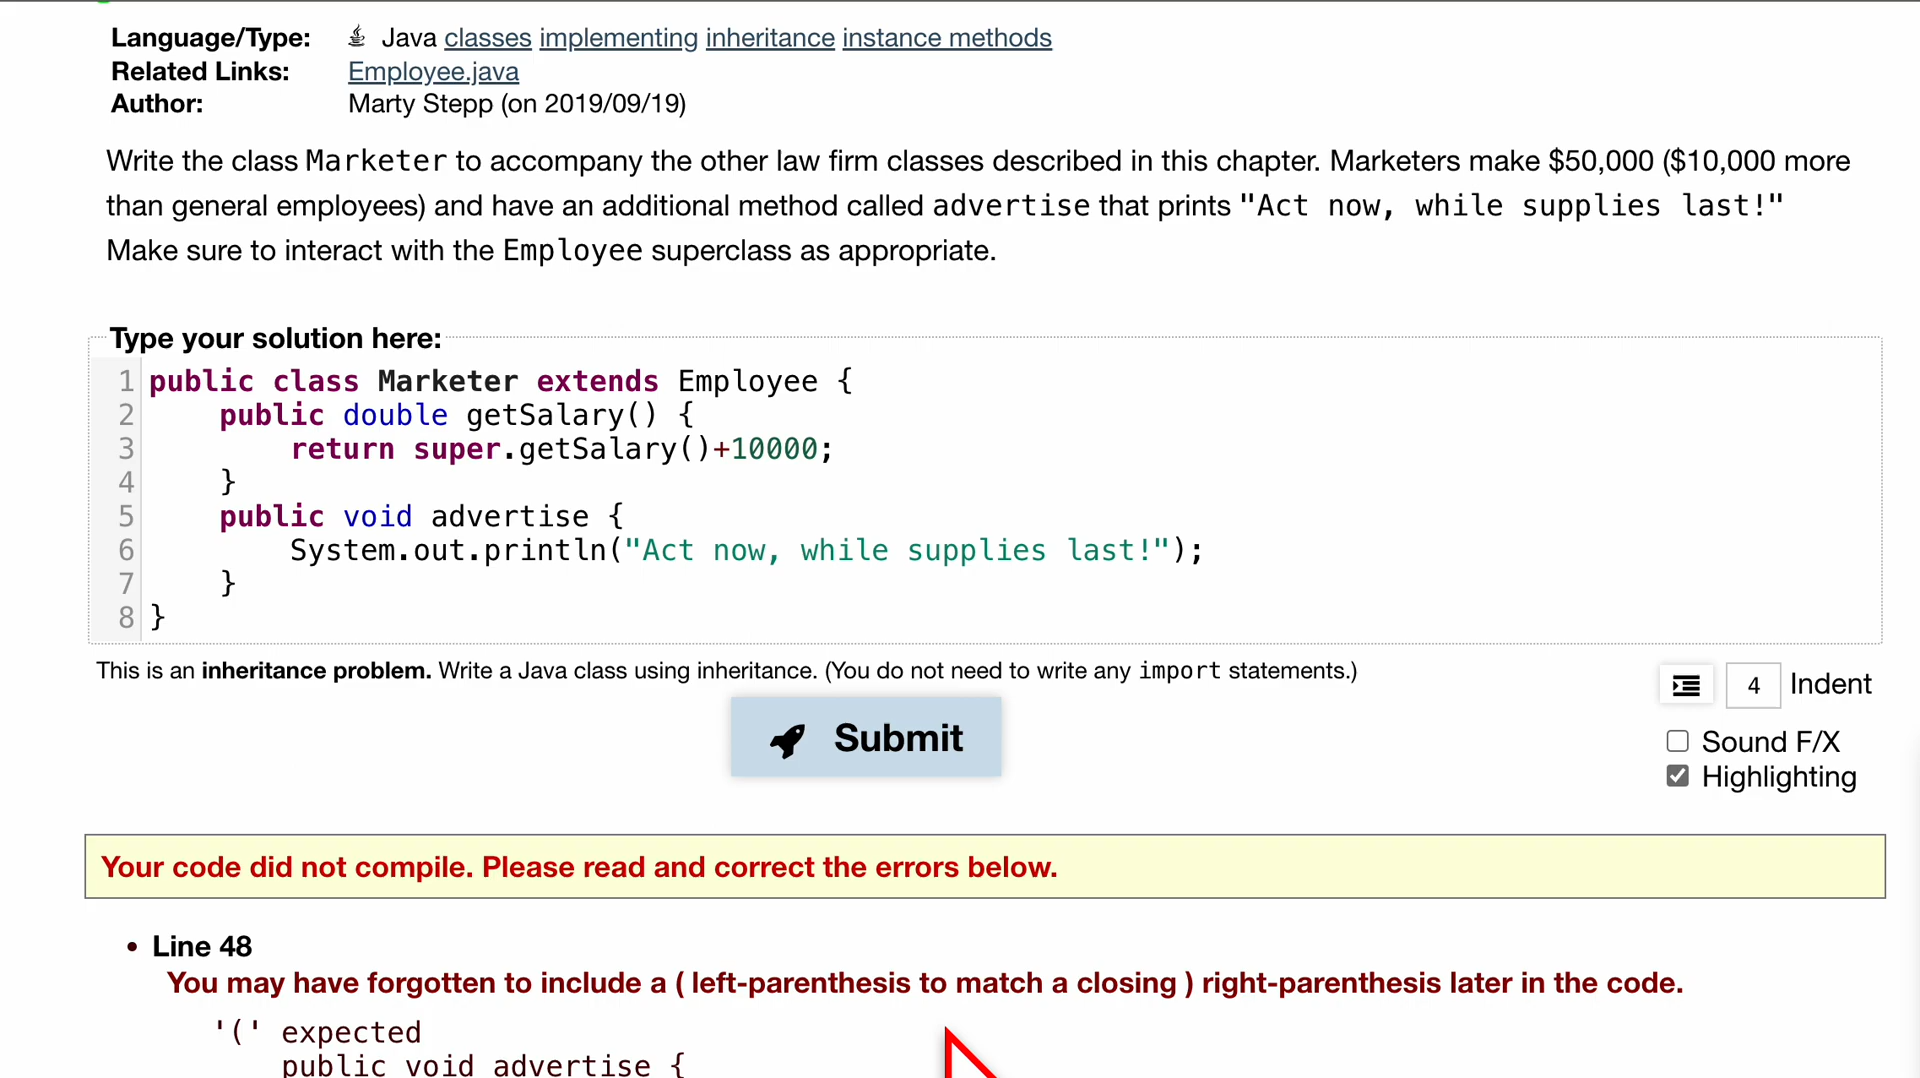 Language/Type: Java classes implementing inheritance instance methods
Related Links: Employee.java
Author: Marty Stepp (on 2019/09/19)
Write the class Marketer to accompany the other law firm classes described in this chapter. Marketers make $50,000 ($10,000 more
than general employees) and have an additional method called advertise that prints "Act now, while supplies last!"
Make sure to interact with the Employee superclass as appropriate.
Type your solution here:
1 public class Marketer extends Employee {
2     public double getSalary() {
3         return super.getSalary()+10000;
4     }
5     public void advertise {
6         System.out.println("Act now, while supplies last!");
7     }
8 }
This is an inheritance problem. Write a Java class using inheritance. (You do not need to write any import statements.)
4 Indent
Submit
Sound F/X
Highlighting
Your code did not compile. Please read and correct the errors below.
• Line 48
You may have forgotten to include a ( left-parenthesis to match a closing ) right-parenthesis later in the code.
'(' expected
public void advertise {